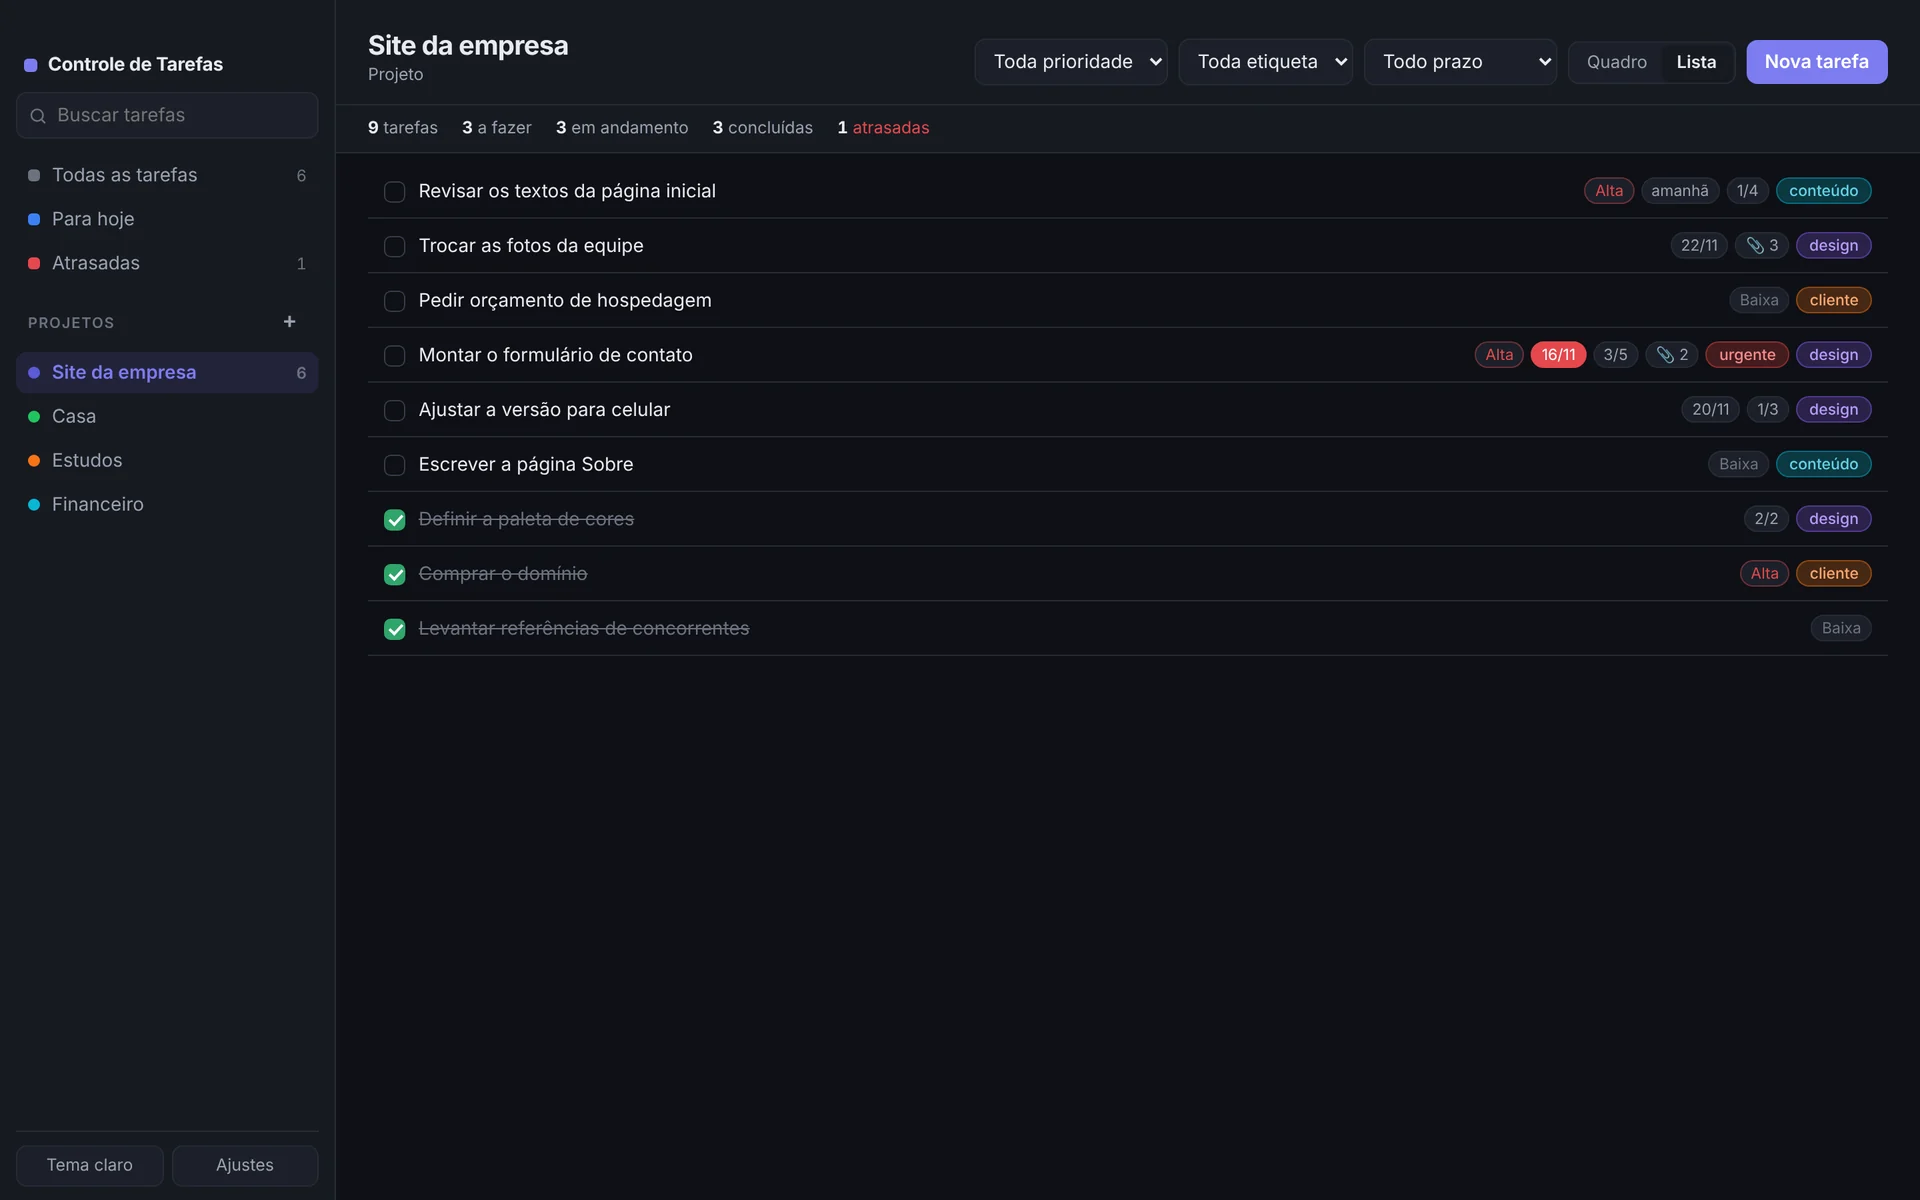 Controle de Tarefas
Buscar tarefas
Todas as tarefas 6
Para hoje
Atrasadas 1
PROJETOS +
Site da empresa 6
Casa
Estudos
Financeiro
Tema claro Ajustes
Site da empresa
Projeto
Toda prioridade Toda etiqueta Todo prazo Quadro Lista Nova tarefa
9 tarefas 3 a fazer 3 em andamento 3 concluídas 1 atrasadas
Revisar os textos da página inicial Alta amanhã 1/4 conteúdo
Trocar as fotos da equipe 22/11 📎 3 design
Pedir orçamento de hospedagem Baixa cliente
Montar o formulário de contato Alta 16/11 3/5 📎 2 urgente design
Ajustar a versão para celular 20/11 1/3 design
Escrever a página Sobre Baixa conteúdo
Definir a paleta de cores 2/2 design
Comprar o domínio Alta cliente
Levantar referências de concorrentes Baixa